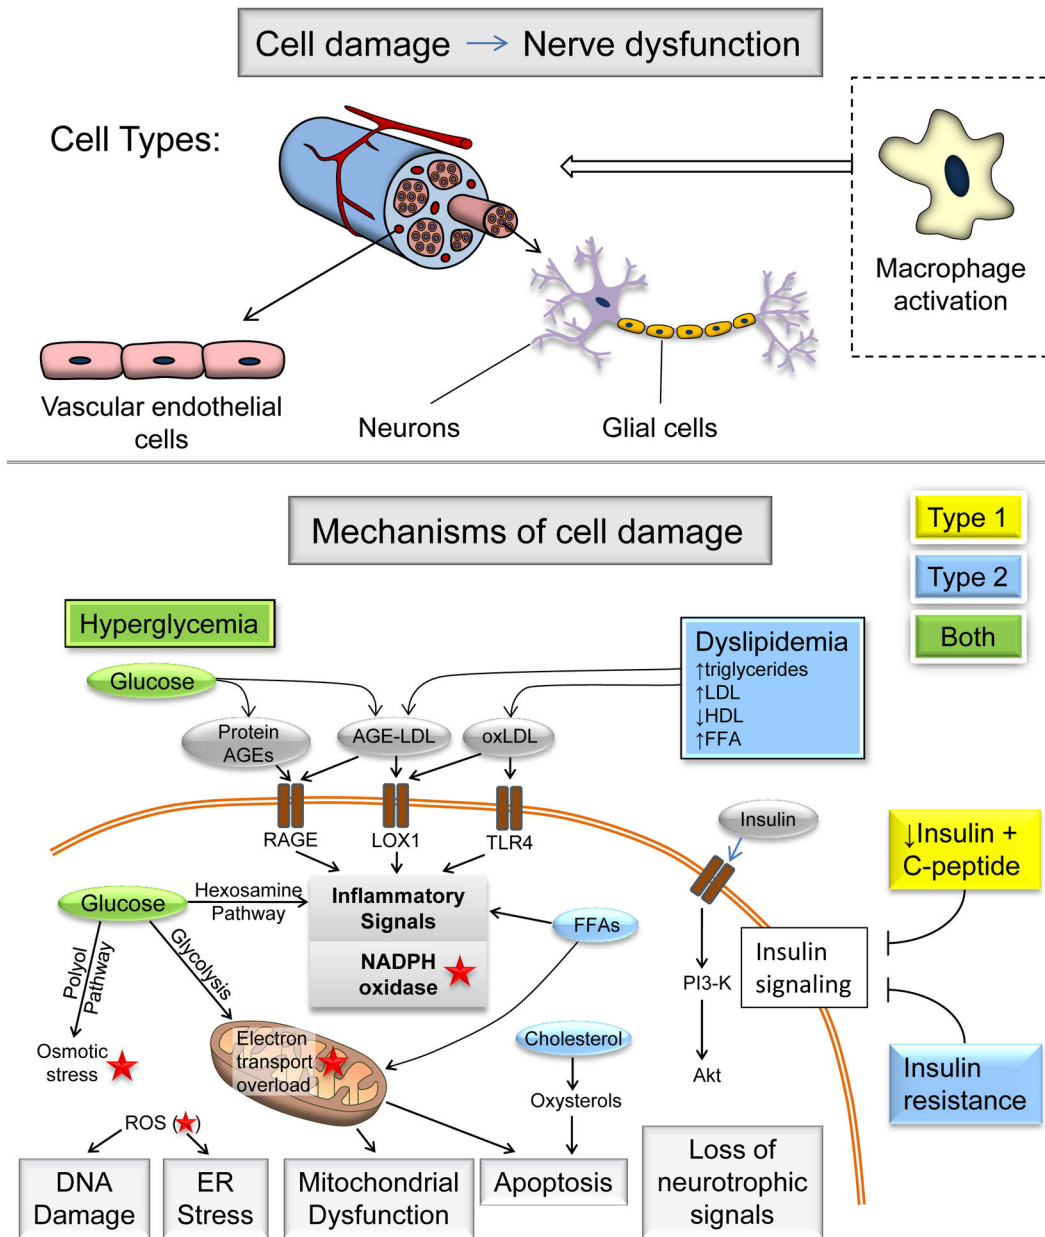 Cell damage → Nerve dysfunction
Cell Types:
Macrophage
activation
Vascular endothelial
cells
Neurons
Glial cells
Mechanisms of cell damage
Type 1
Type 2
Both
Hyperglycemia
Dyslipidemia
↑triglycerides
↑LDL
↓HDL
↑FFA
Glucose
Protein
AGEs
AGE-LDL
oxLDL
RAGE
LOX1
TLR4
Insulin
↓Insulin +
C-peptide
Glucose
Hexosamine
Pathway
Inflammatory
Signals
NADPH
oxidase
FFAs
Polyol
Pathway
Glycolysis
Insulin
signaling
PI3-K
Akt
Osmotic
stress
Electron
transport
overload
Cholesterol
Oxysterols
Insulin
resistance
ROS (★)
DNA
Damage
ER
Stress
Mitochondrial
Dysfunction
Apoptosis
Loss of
neurotrophic
signals